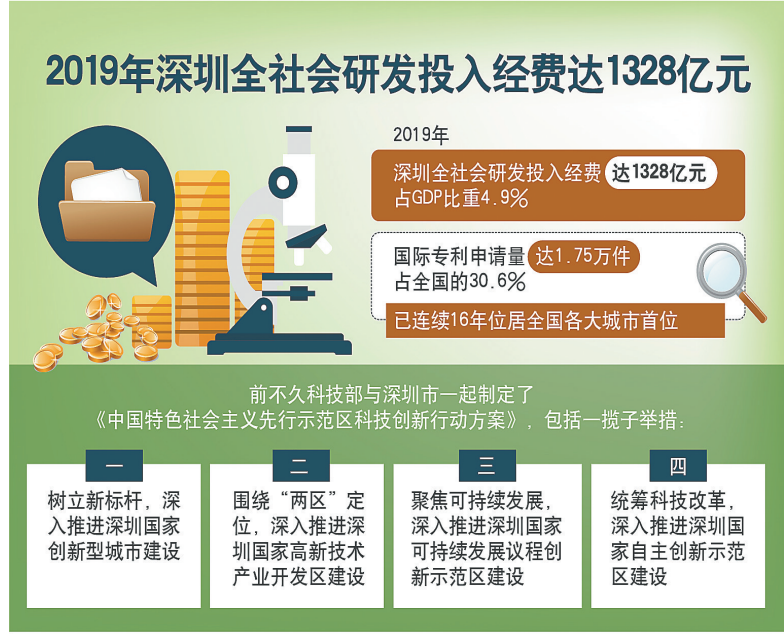 2019年深圳全社会研发投入经费达1328亿元
2019年
深圳全社会研发投入经费 达1328亿元
占GDP比重4.9%
国际专利申请量 达1.75万件
占全国的30.6%
已连续16年位居全国各大城市首位
前不久科技部与深圳市一起制定了
《中国特色社会主义先行示范区科技创新行动方案》，包括一揽子举措：
一
树立新标杆，深
入推进深圳国家
创新型城市建设
二
围绕“两区”定
位，深入推进深
圳国家高新技术
产业开发区建设
三
聚焦可持续发展，
深入推进深圳国家
可持续发展议程创
新示范区建设
四
统筹科技改革，
深入推进深圳国
家自主创新示范
区建设